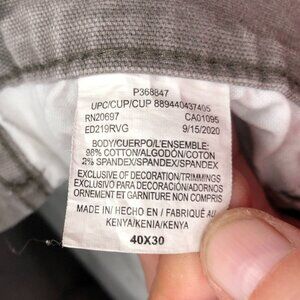 P368847
UPC/CUP/CUP 889440437405
RN20697 CA01095
ED219RVG 9/15/2020
BODY/CUERPO/L'ENSEMBLE:
98% COTTON/ALGODÓN/COTON
2% SPANDEX/SPANDEX/SPANDEX
EXCLUSIVE OF DECORATION/TRIMMINGS
EXCLUSIVO PARA DECORACIÓN/ADORNOS
ORNEMENT ET GARNITURE NON COMPRIS
MADE IN/ HECHO EN / FABRIQUÉ AU
KENYA/KENIA/KENYA
40X30